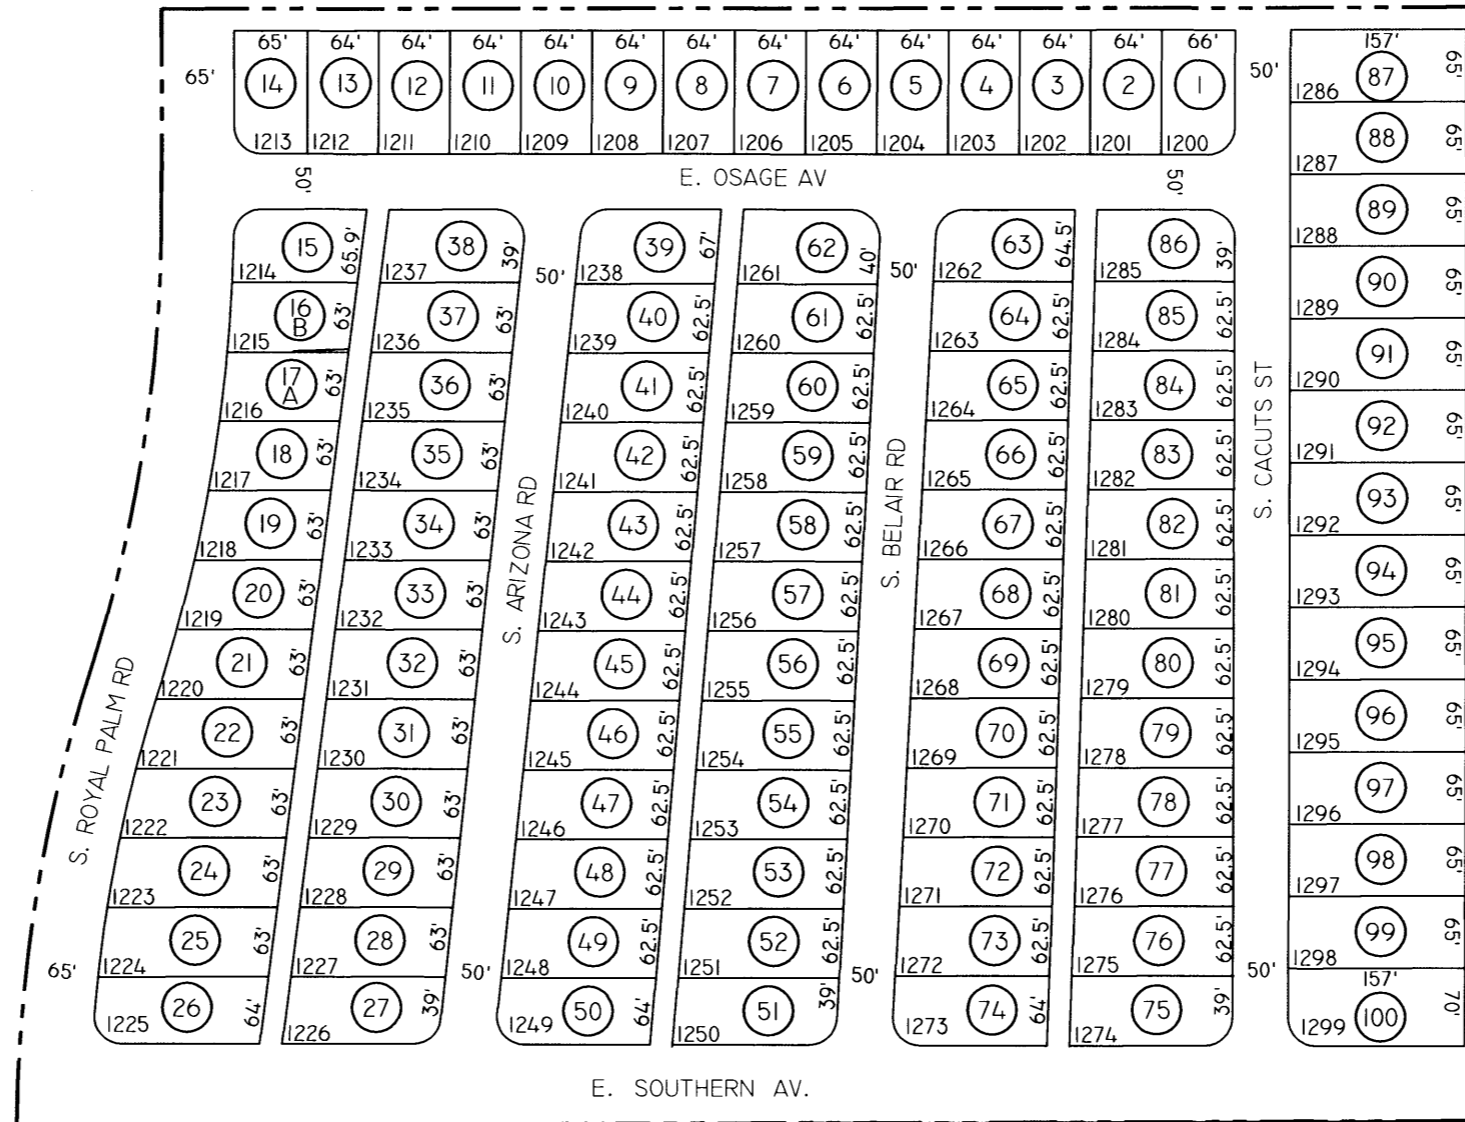 65' 64' 64' 64' 64' 64' 64' 64' 64' 64' 64' 64' 64' 66' 157'
65' 14 13 12 11 10 9 8 7 6 5 4 3 2 1 50' 87 65'
1286
1213 1212 1211 1210 1209 1208 1207 1206 1205 1204 1203 1202 1201 1200 88 65'
1287
50' E. OSAGE AV 50'
89 65'
1288
15 65.9' 38 39' 39 67' 62 40' 63 64.5' 86 39'
1214 1237 50' 1238 1261 50' 1262 1285
90 65'
1289
16 B 63' 37 63' 40 62.5' 61 62.5' 64 62.5' 85 62.5'
1215 1236 1239 1260 1263 1284
91 65'
1290
17 A 63' 36 63' 41 62.5' 60 62.5' 65 62.5' 84 62.5'
1216 1235 1240 1259 1264 1283
92 65'
1291
18 63' 35 63' 42 62.5' 59 62.5' 66 62.5' 83 62.5'
1217 1234 1241 1258 1265 1282
93 65'
1292
19 63' 34 63' 43 62.5' 58 62.5' 67 62.5' 82 62.5'
1218 1233 1242 1257 1266 1281
94 65'
1293
20 63' 33 63' 44 62.5' 57 62.5' 68 62.5' 81 62.5'
1219 1232 1243 1256 1267 1280
95 65'
1294
21 63' 32 63' 45 62.5' 56 62.5' 69 62.5' 80 62.5'
1220 1231 1244 1255 1268 1279
96 65'
1295
22 63' 31 63' 46 62.5' 55 62.5' 70 62.5' 79 62.5'
1221 1230 1245 1254 1269 1278
97 65'
1296
23 63' 30 63' 47 62.5' 54 62.5' 71 62.5' 78 62.5'
1222 1229 1246 1253 1270 1277
98 65'
1297
24 63' 29 63' 48 62.5' 53 62.5' 72 62.5' 77 62.5'
1223 1228 1247 1252 1271 1276
99 65'
1298
25 63' 28 63' 49 62.5' 52 62.5' 73 62.5' 76 62.5'
65' 1224 1227 50' 1248 1251 50' 1272 1275 50'
157'
26 64' 27 39' 50 64' 51 39' 74 64' 75 39' 100 70'
1225 1226 1249 1250 1273 1274 1299
S. ROYAL PALM RD
S. ARIZONA RD
S. BELAIR RD
S. CACUTS ST
E. SOUTHERN AV.